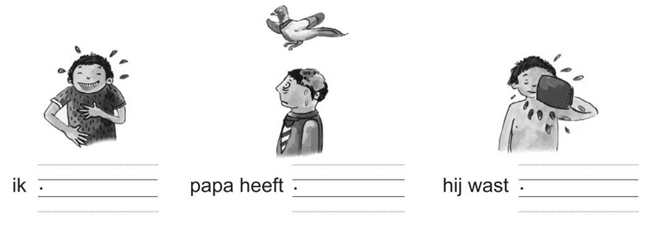 ik .
papa heeft .
hij wast .